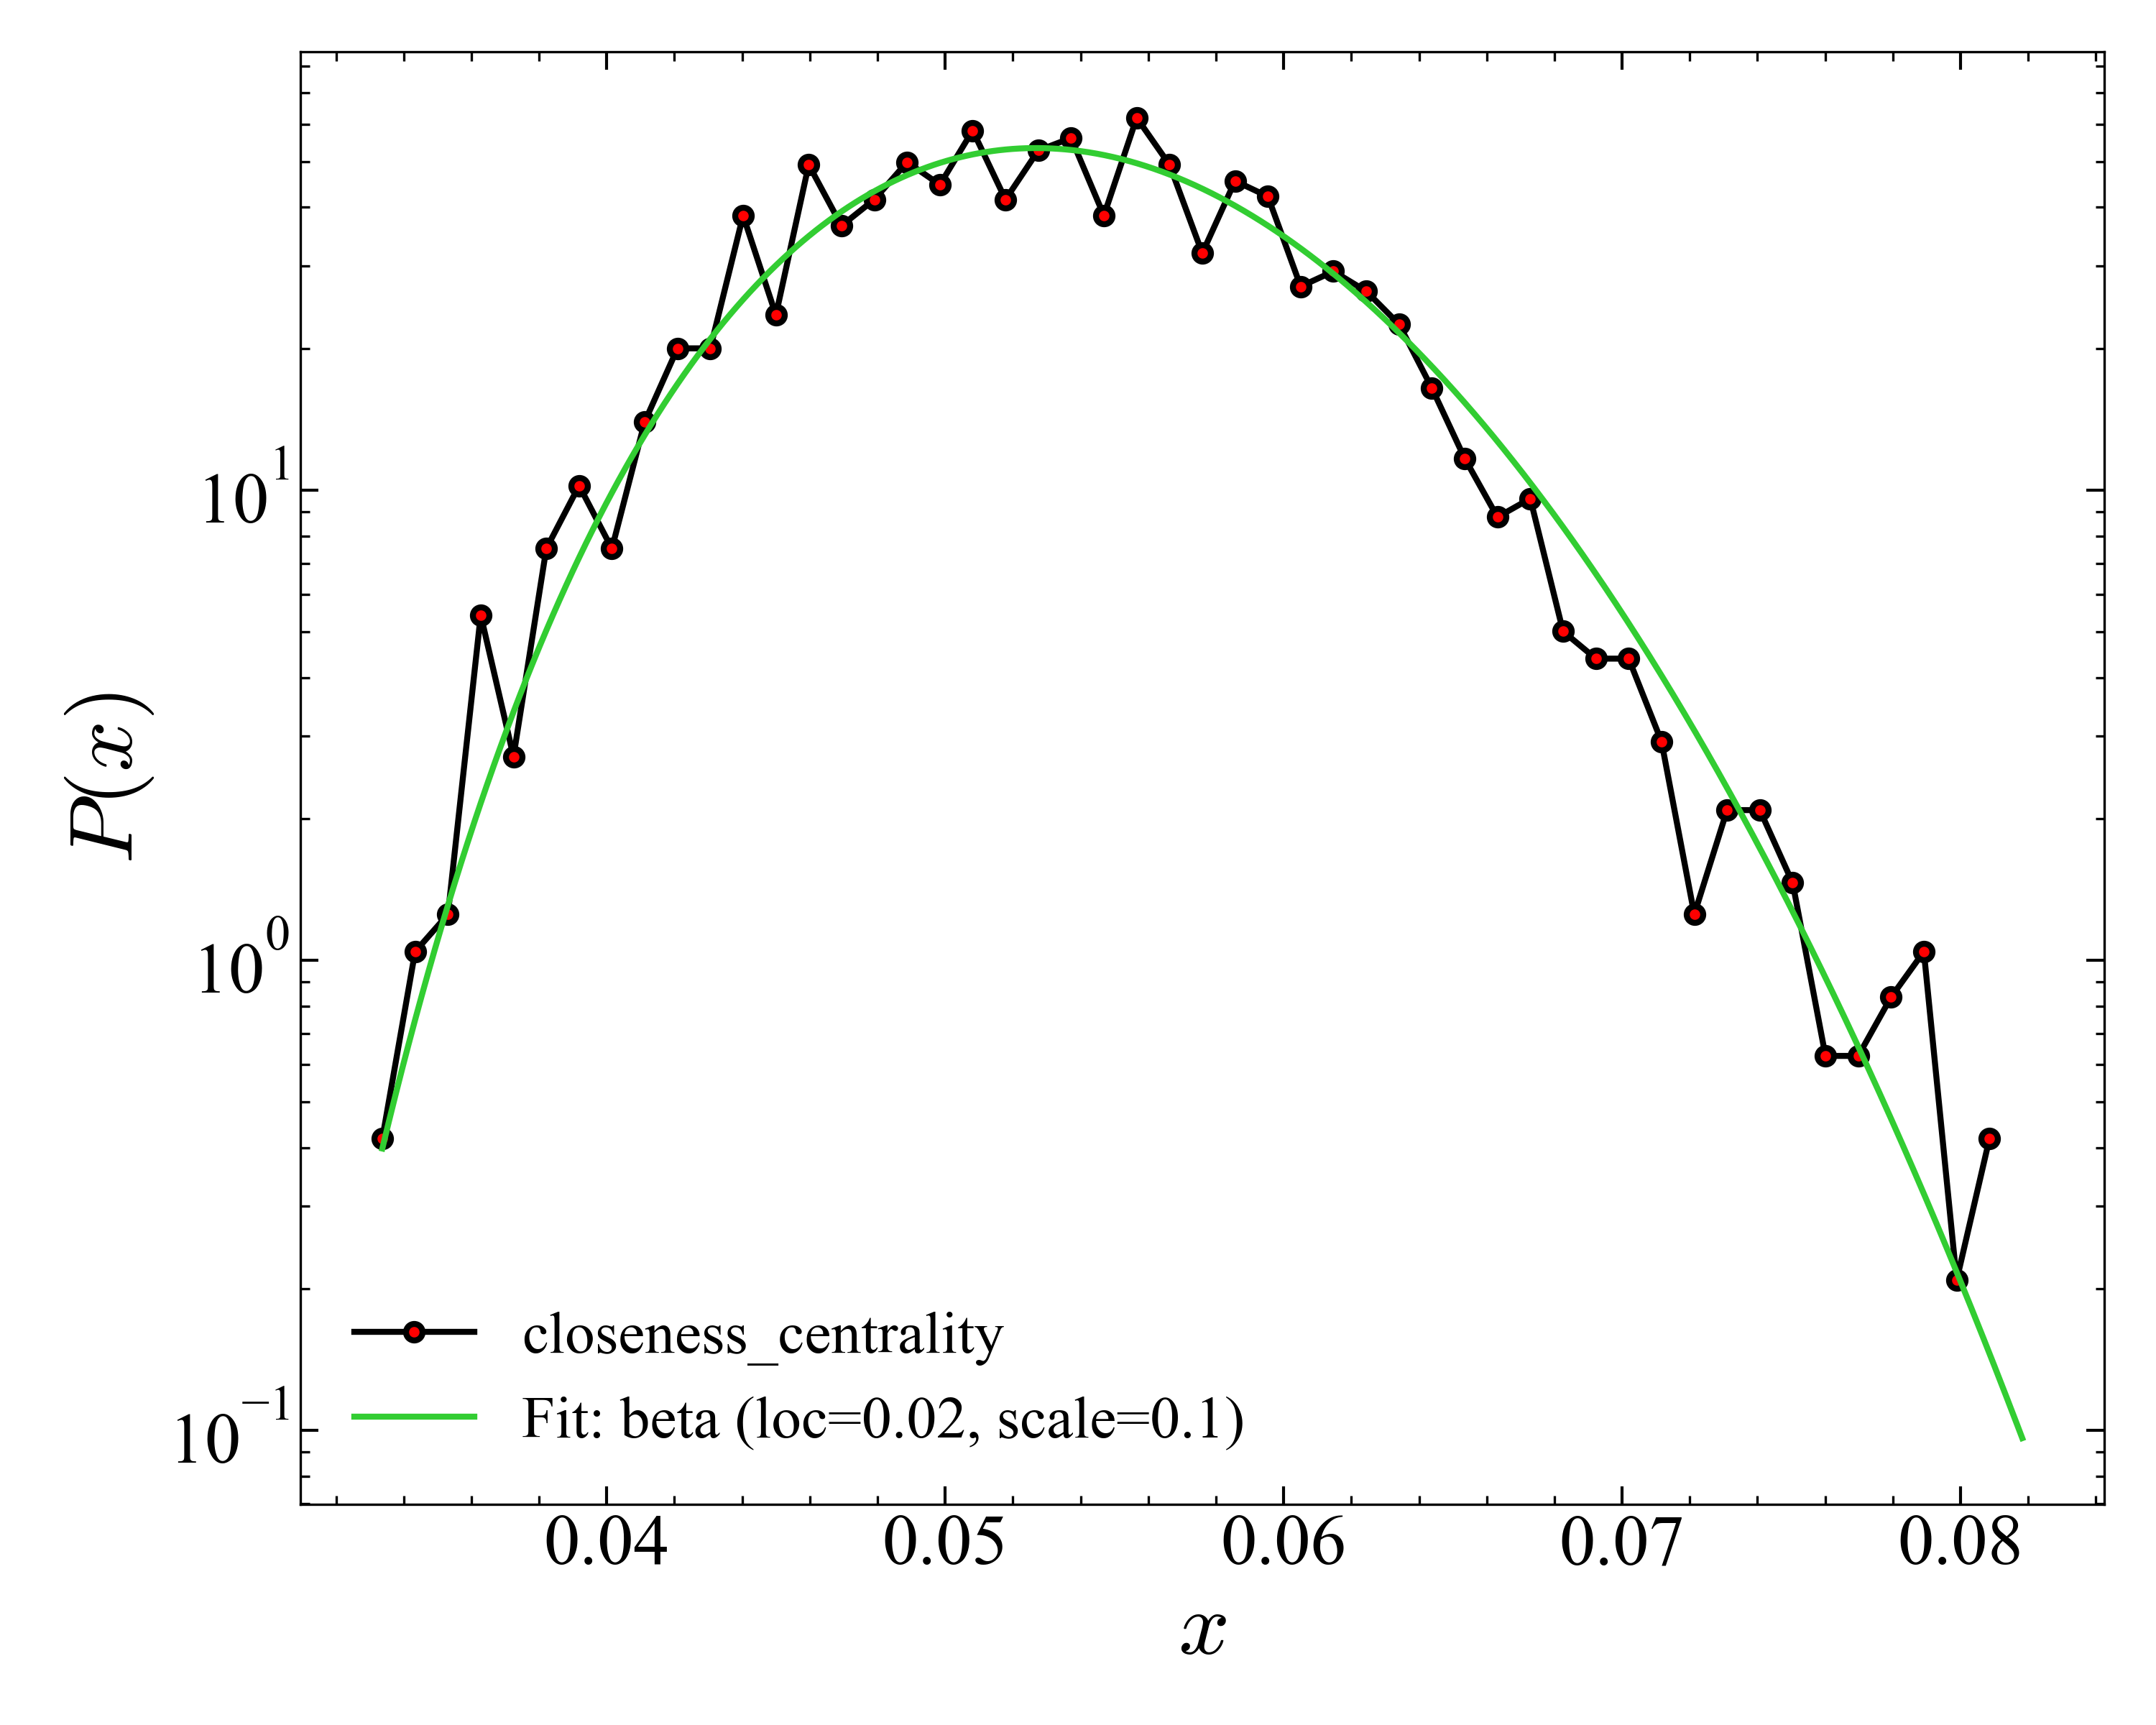 P(x)
10^1
10^0
10^−1
closeness_centrality
Fit: beta (loc=0.02, scale=0.1)
0.04 0.05 0.06 0.07 0.08
x